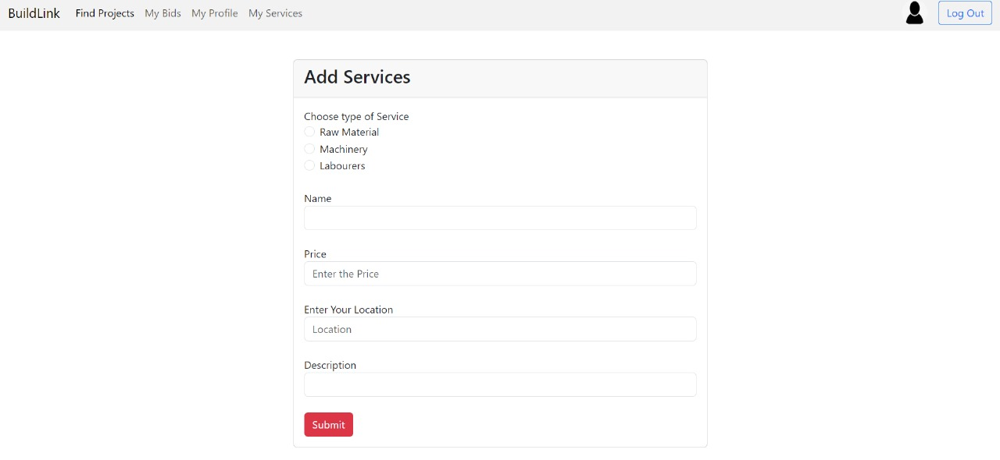 BuildLink Find Projects My Bids My Profile My Services Log Out
Add Services
Choose type of Service
Raw Material
Machinery
Labourers
Name
Price
Enter the Price
Enter Your Location
Location
Description
Submit